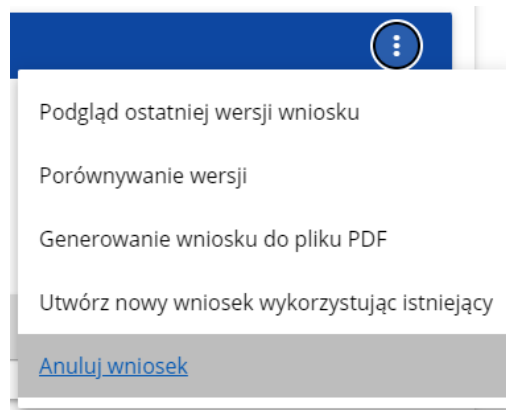 Podgląd ostatniej wersji wniosku
Porównywanie wersji
Generowanie wniosku do pliku PDF
Utwórz nowy wniosek wykorzystując istniejący
Anuluj wniosek